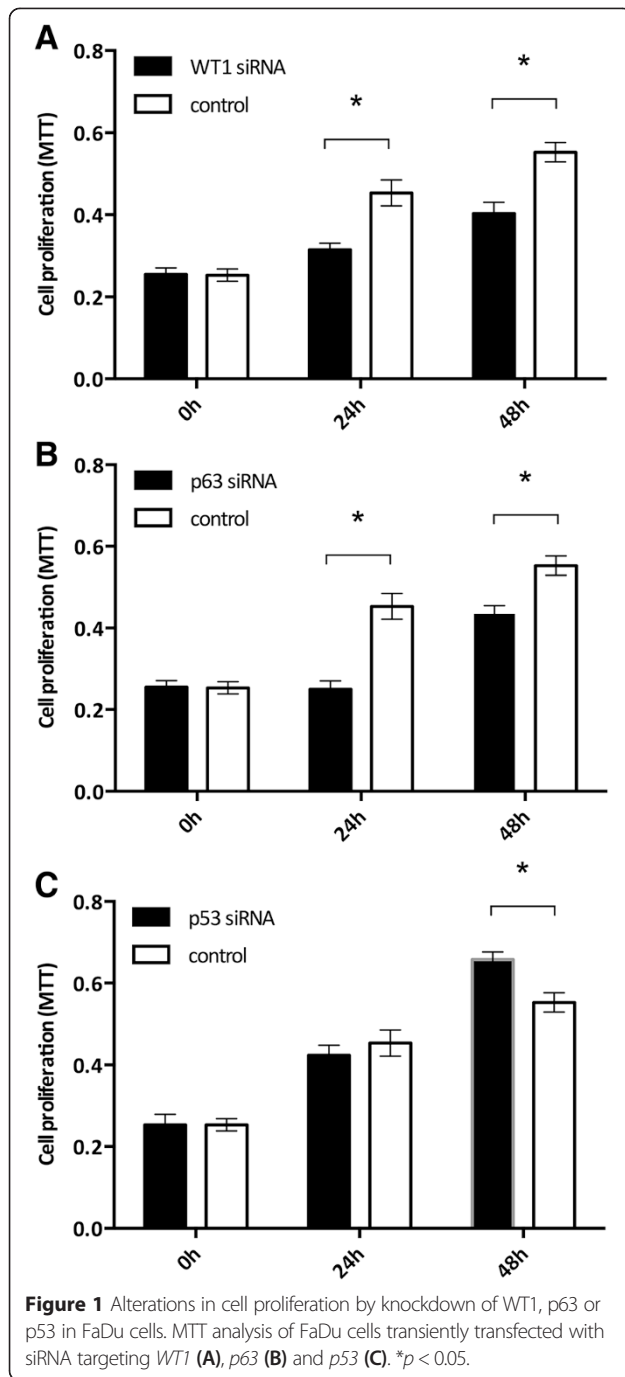 A
WT1 siRNA
control
*
*
Cell proliferation (MTT)
0.8
0.6
0.4
0.2
0.0
0h
24h
48h
B
p63 siRNA
control
*
*
Cell proliferation (MTT)
0.8
0.6
0.4
0.2
0.0
0h
24h
48h
C
p53 siRNA
control
*
Cell proliferation (MTT)
0.8
0.6
0.4
0.2
0.0
0h
24h
48h
Figure 1 Alterations in cell proliferation by knockdown of WT1, p63 or
p53 in FaDu cells. MTT analysis of FaDu cells transiently transfected with
siRNA targeting WT1 (A), p63 (B) and p53 (C). *p < 0.05.